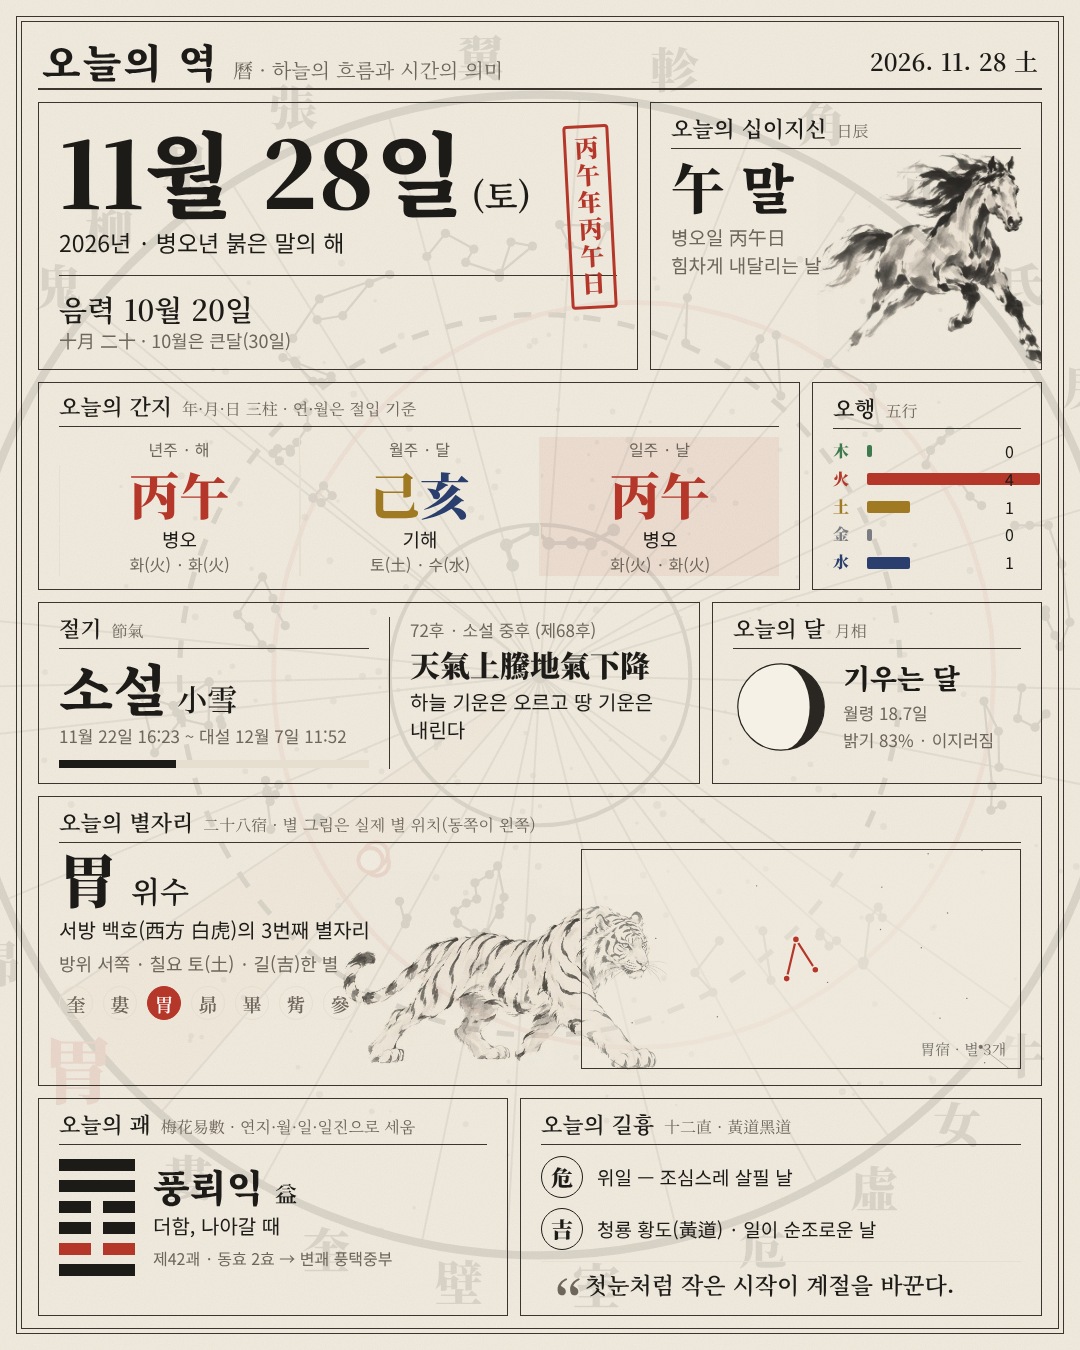 오늘의 역 曆 · 하늘의 흐름과 시간의 의미
2026. 11. 28 土
11월 28일 (토)
2026년 · 병오년 붉은 말의 해
丙午年丙午日
음력 10월 20일
十月 二十 · 10월은 큰달(30일)
오늘의 십이지신 日辰
午 말
병오일 丙午日
힘차게 내달리는 날
오늘의 간지 年·月·日 三柱 · 연·월은 절입 기준
년주 · 해
丙午
병오
화(火) · 화(火)
월주 · 달
己亥
기해
토(土) · 수(水)
일주 · 날
丙午
병오
화(火) · 화(火)
오행 五行
木 0
火 4
土 1
金 0
水 1
절기 節氣
소설 小雪
11월 22일 16:23 ~ 대설 12월 7일 11:52
72후 · 소설 중후 (제68후)
天氣上騰地氣下降
하늘 기운은 오르고 땅 기운은
내린다
오늘의 달 月相
기우는 달
월령 18.7일
밝기 83% · 이지러짐
오늘의 별자리 二十八宿 · 별 그림은 실제 별 위치(동쪽이 왼쪽)
胃 위수
서방 백호(西方 白虎)의 3번째 별자리
방위 서쪽 · 칠요 토(土) · 길(吉)한 별
奎 婁 胃 昴 畢 觜 參
胃宿 · 별 3개
오늘의 괘 梅花易數 · 연지·월·일·일진으로 세움
풍뢰익 益
더함, 나아갈 때
제42괘 · 동효 2효 → 변괘 풍택중부
오늘의 길흉 十二直 · 黃道黑道
危 위일 — 조심스레 살필 날
吉 청룡 황도(黃道) · 일이 순조로운 날
“ 첫눈처럼 작은 시작이 계절을 바꾼다.
翼
軫
張
角
柳
鬼
氐
胃
牛
女
虛
危
室
壁
奎
婁